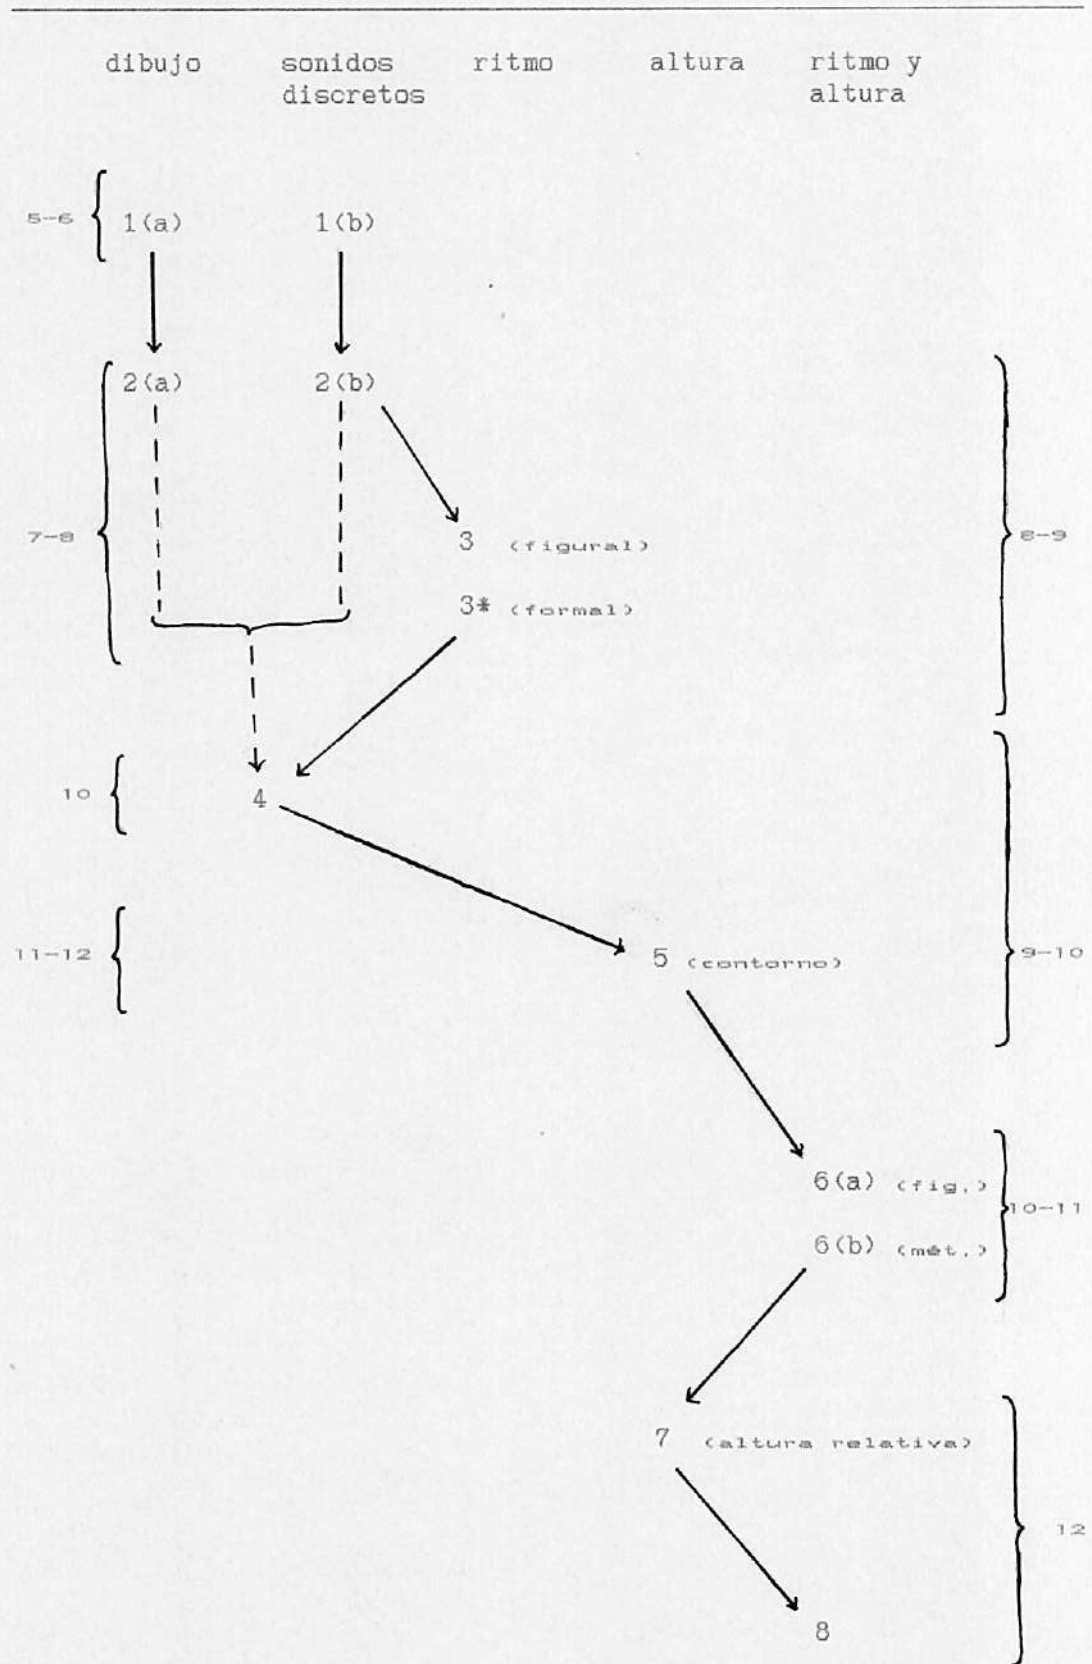 dibujo sonidos ritmo altura ritmo y
discretos altura
5-6 1(a) 1(b)
2(a) 2(b)
7-8 3 (figural) 8-9
3* (formal)
10 4
11-12 5 (contorno) 9-10
6(a) (fig.)
10-11
6(b) (mét.)
7 (altura relativa)
12
8